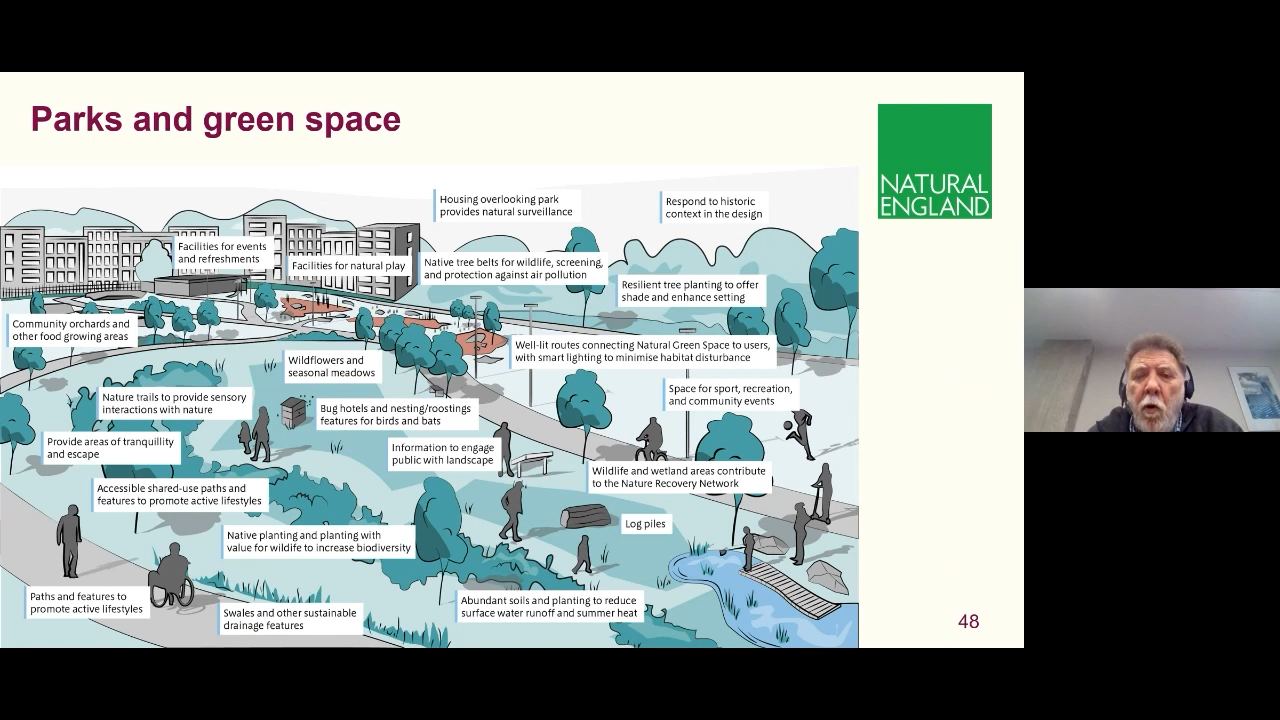 Parks and green space
NATURAL
ENGLAND
Housing overlooking park
provides natural surveillance
Respond to historic
context in the design
Facilities for events
and refreshments
Facilities for natural play
Native tree belts for wildlife, screening,
and protection against air pollution
Resilient tree planting to offer
shade and enhance setting
Community orchards and
other food growing areas
Well-lit routes connecting Natural Green Space to users,
with smart lighting to minimise habitat disturbance
Wildflowers and
seasonal meadows
Space for sport, recreation,
and community events
Nature trails to provide sensory
interactions with nature
Bug hotels and nesting/roostings
features for birds and bats
Provide areas of tranquillity
and escape
Information to engage
public with landscape
Wildlife and wetland areas contribute
to the Nature Recovery Network
Accessible shared-use paths and
features to promote active lifestyles
Log piles
Native planting and planting with
value for wildlife to increase biodiversity
Paths and features to
promote active lifestyles
Swales and other sustainable
drainage features
Abundant soils and planting to reduce
surface water runoff and summer heat
48